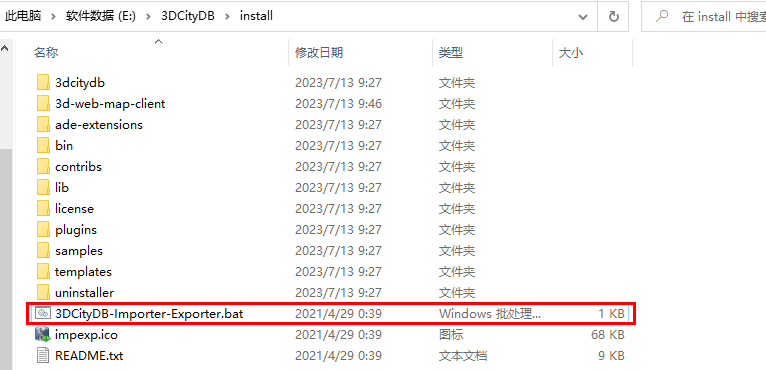 此电脑 > 软件数据 (E:) > 3DCityDB > install
在 install 中搜索
名称 修改日期 类型 大小
3dcitydb 2023/7/13 9:27 文件夹
3d-web-map-client 2023/7/13 9:46 文件夹
ade-extensions 2023/7/13 9:27 文件夹
bin 2023/7/13 9:27 文件夹
contribs 2023/7/13 9:27 文件夹
lib 2023/7/13 9:27 文件夹
license 2023/7/13 9:27 文件夹
plugins 2023/7/13 9:27 文件夹
samples 2023/7/13 9:27 文件夹
templates 2023/7/13 9:27 文件夹
uninstaller 2023/7/13 9:27 文件夹
3DCityDB-Importer-Exporter.bat 2021/4/29 0:39 Windows 批处理... 1 KB
impexp.ico 2021/4/29 0:39 图标 68 KB
README.txt 2021/4/29 0:39 文本文档 9 KB